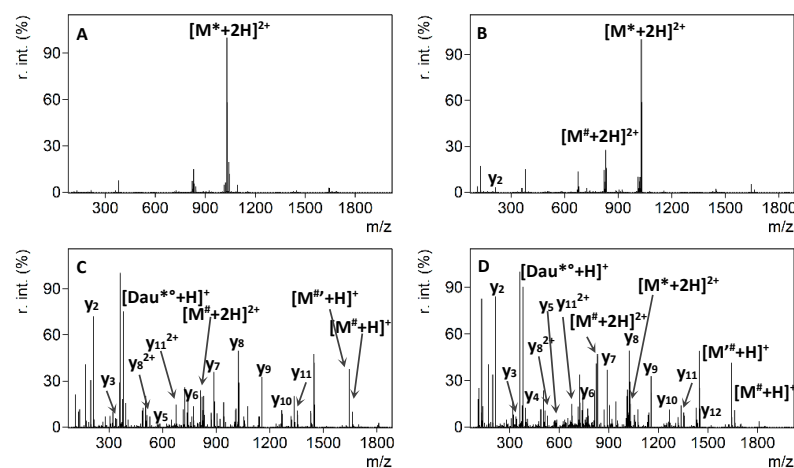 A
[M*+2H]²⁺
r. int. (%)
90
60
30
0
300 600 900 1200 1500 1800
m/z
B
[M*+2H]²⁺
[M#+2H]²⁺
y₂
r. int. (%)
90
60
30
0
300 600 900 1200 1500 1800
m/z
C
[Dau*°+H]⁺
[M#+2H]²⁺
[M#’+H]⁺
[M#+H]⁺
y₂
y₃
y₈²⁺
y₁₁²⁺
y₅
y₆
y₇
y₈
y₉
y₁₀
y₁₁
r. int. (%)
90
60
30
0
300 600 900 1200 1500 1800
m/z
D
[Dau*°+H]⁺
[M*+2H]²⁺
[M#+2H]²⁺
[M’#+H]⁺
[M#+H]⁺
y₂
y₃
y₄
y₈²⁺
y₅
y₁₁²⁺
y₆
y₇
y₈
y₉
y₁₀
y₁₁
y₁₂
r. int. (%)
90
60
30
0
300 600 900 1200 1500 1800
m/z